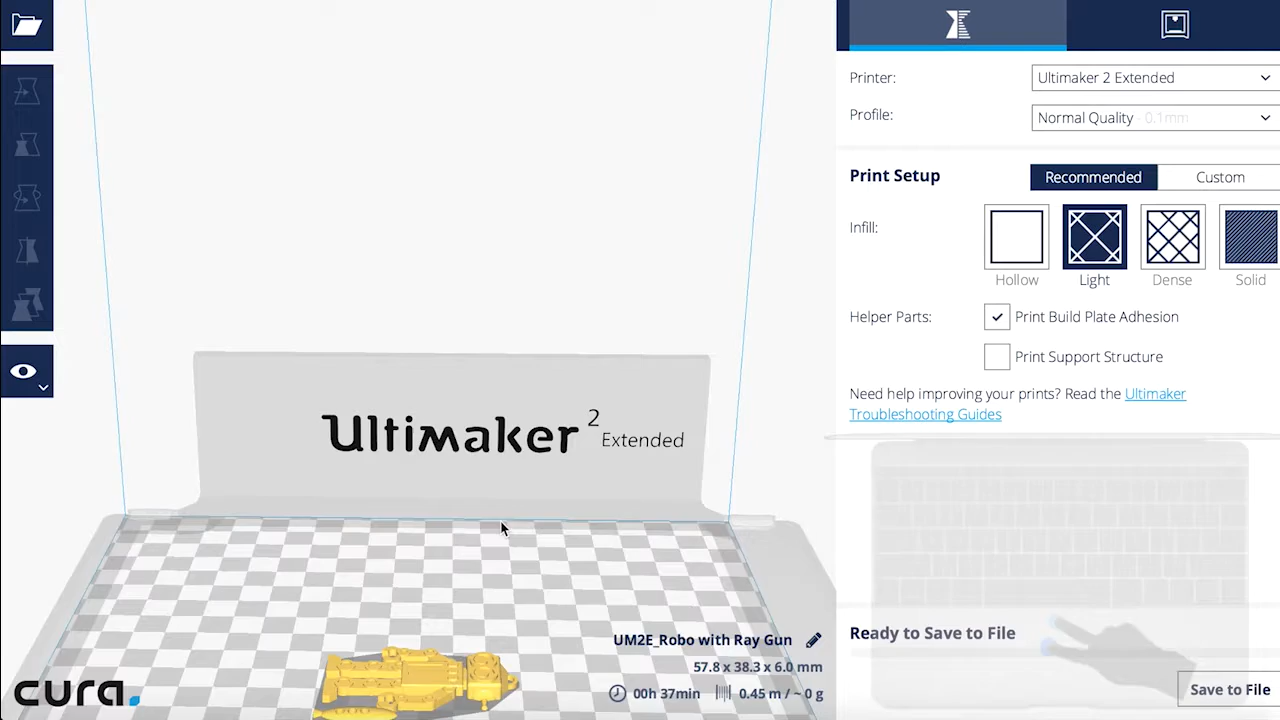 Printer:
Ultimaker 2 Extended
Profile:
Normal Quality - 0.1mm
Print Setup
Recommended
Custom
Infill:
Hollow
Light
Dense
Solid
Helper Parts:
Print Build Plate Adhesion
Print Support Structure
Need help improving your prints? Read the Ultimaker
Troubleshooting Guides
Ultimaker 2
Extended
UM2E_Robo with Ray Gun
57.8 x 38.3 x 6.0 mm
00h 37min
0.45 m / ~ 0 g
Ready to Save to File
Save to File
cura.